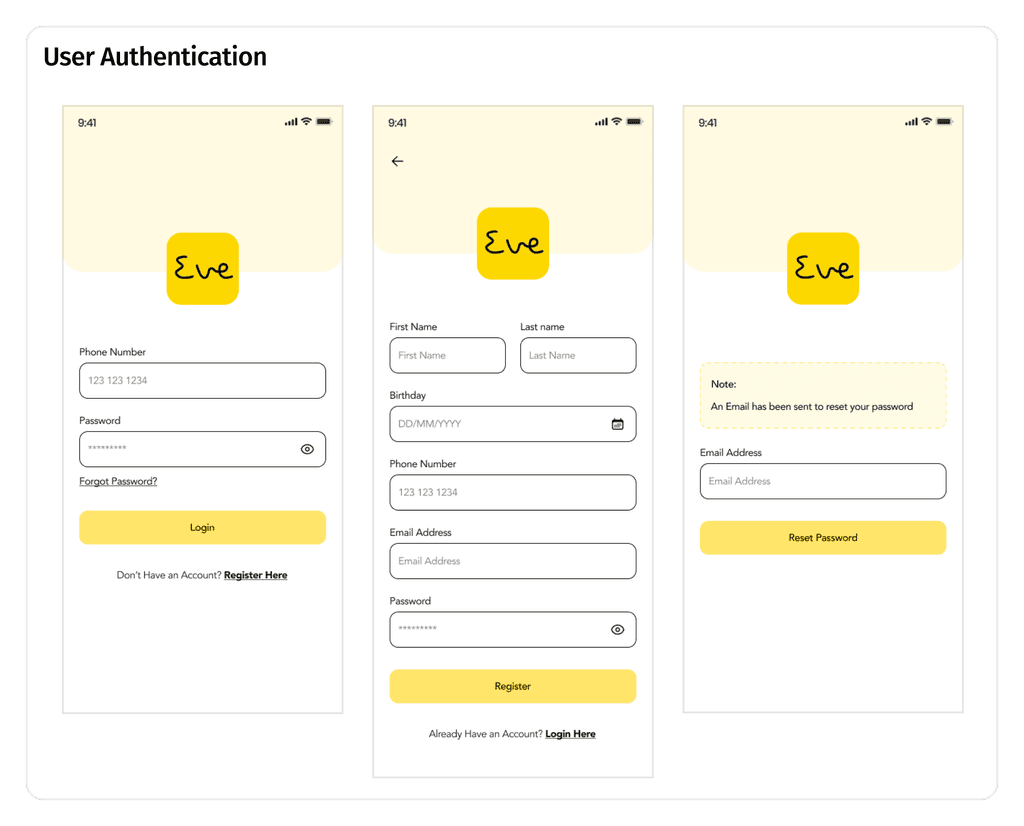 User Authentication
9:41
Eve
Phone Number
123 123 1234
Password
*********
Forgot Password?
Login
Don't Have an Account? Register Here
9:41
Eve
First Name Last name
First Name Last Name
Birthday
DD/MM/YYYY
Phone Number
123 123 1234
Email Address
Email Address
Password
*********
Register
Already Have an Account? Login Here
9:41
Eve
Note:
An Email has been sent to reset your password
Email Address
Email Address
Reset Password